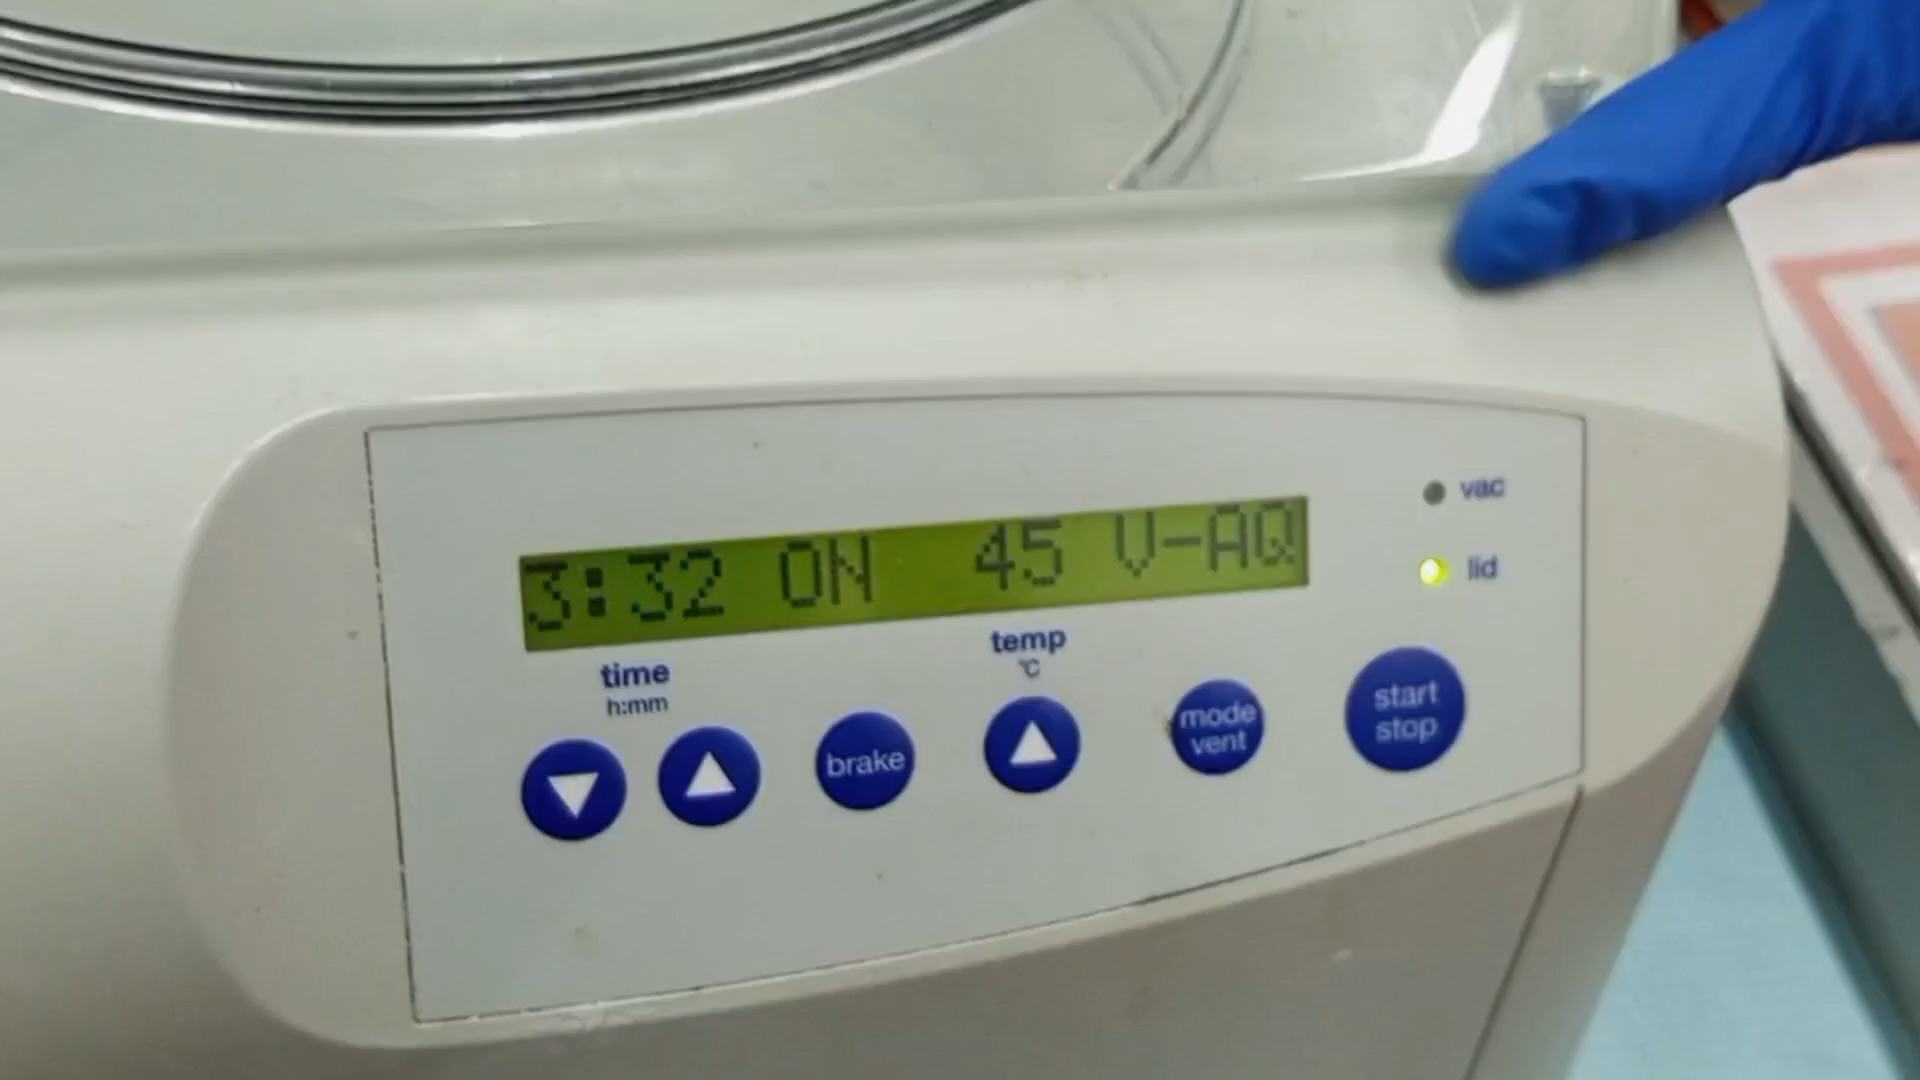 3:32 ON 45 V-AQ
vac
lid
time
h:mm
temp
°C
brake
mode
vent
start
stop